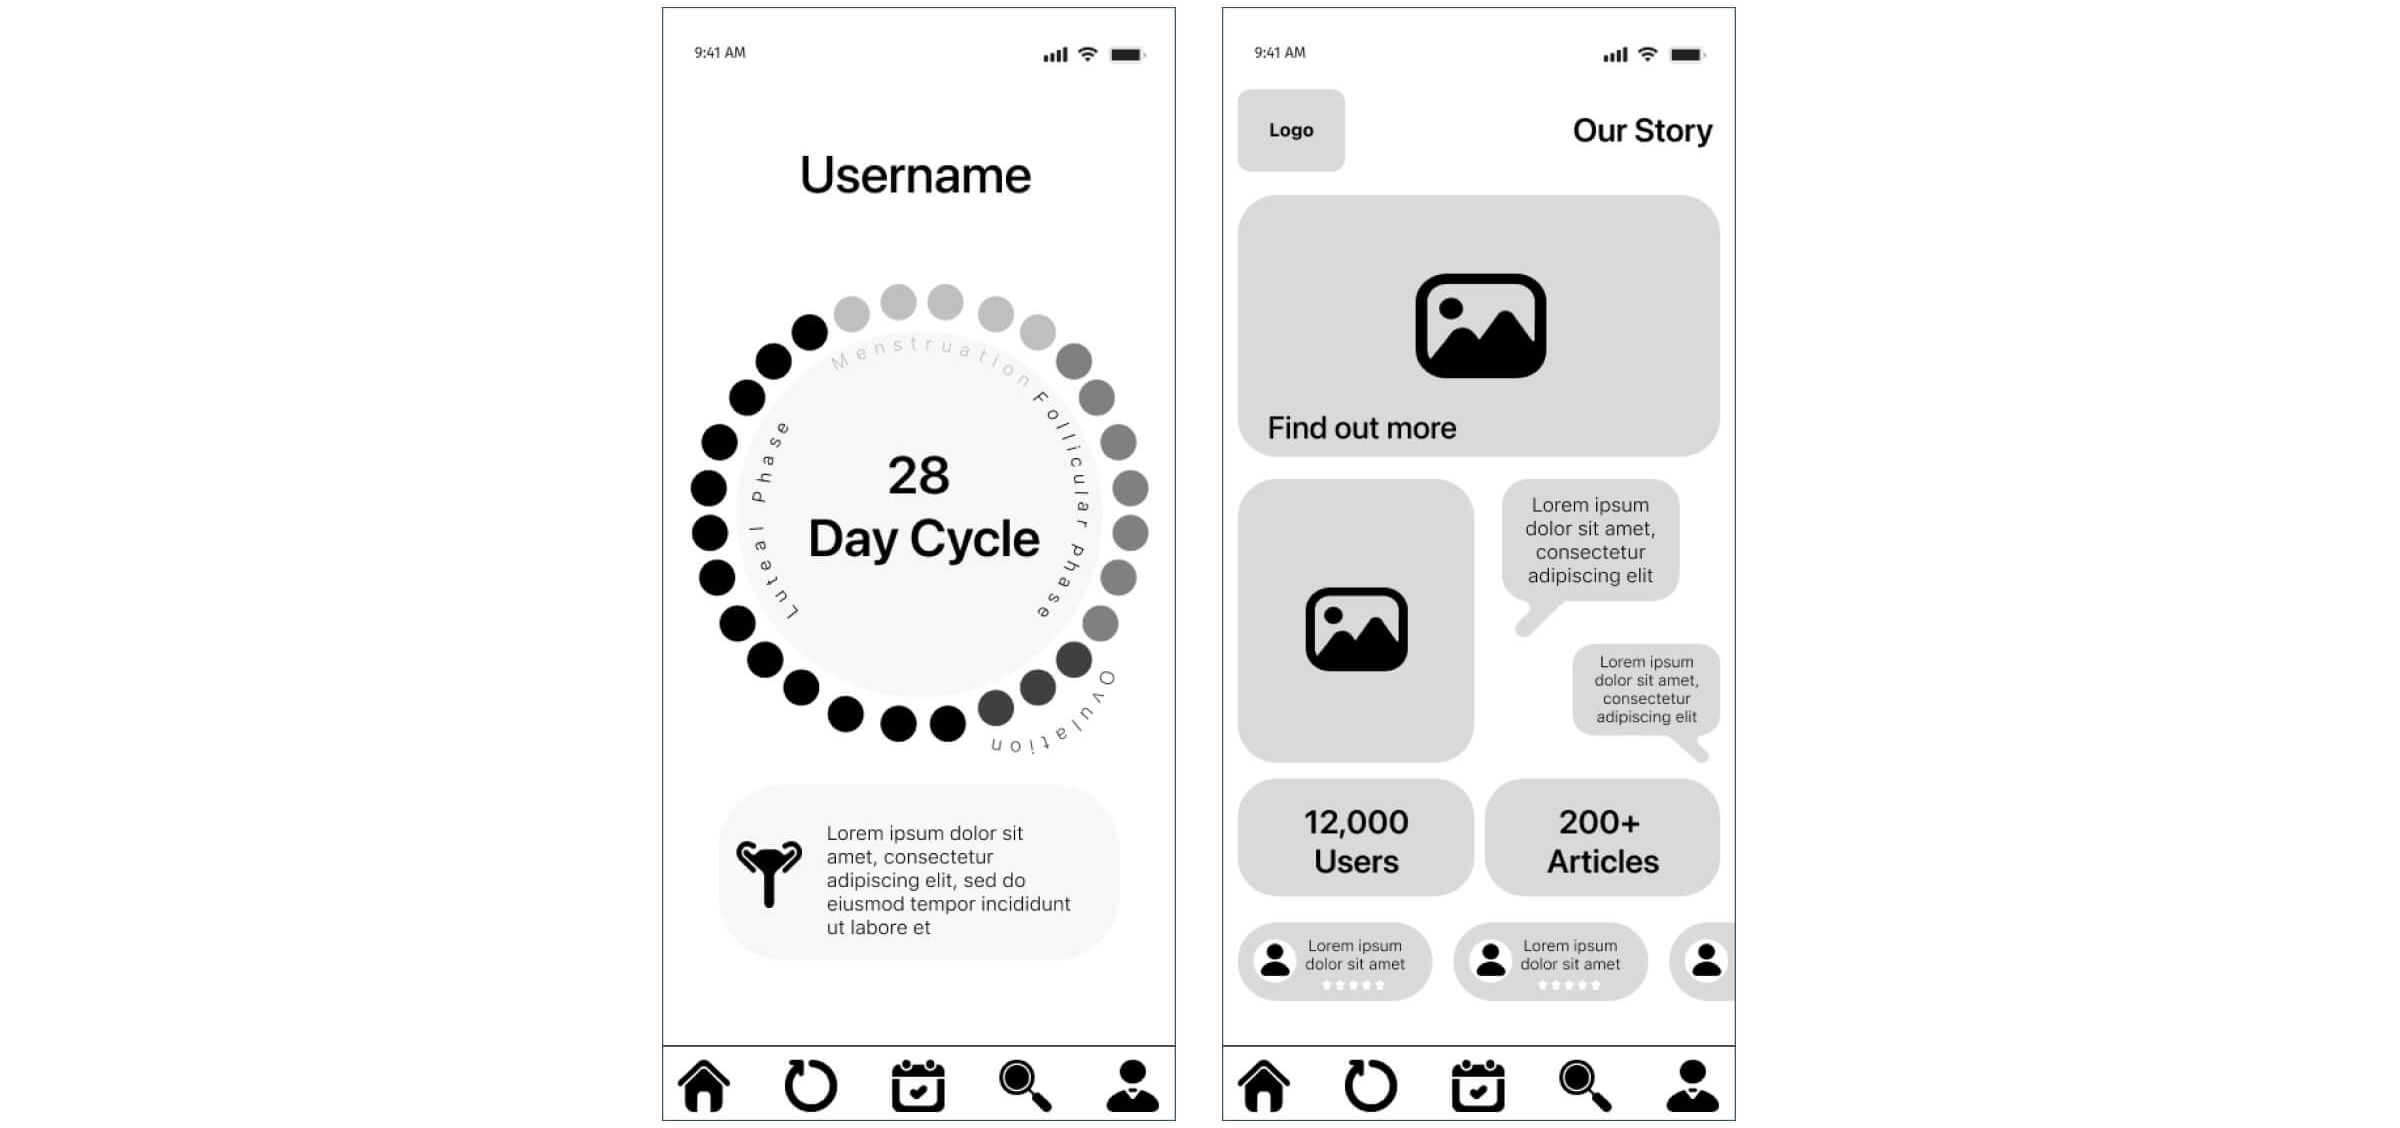 9:41 AM
Username
Menstruation
Follicular phase
Ovulation
Luteal Phase
28
Day Cycle
Lorem ipsum dolor sit
amet, consectetur
adipiscing elit, sed do
eiusmod tempor incididunt
ut labore et
9:41 AM
Logo
Our Story
Find out more
Lorem ipsum
dolor sit amet,
consectetur
adipiscing elit
Lorem ipsum
dolor sit amet,
consectetur
adipiscing elit
12,000
Users
200+
Articles
Lorem ipsum
dolor sit amet
Lorem ipsum
dolor sit amet